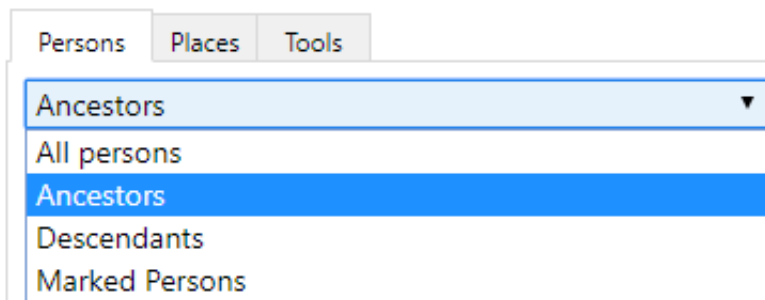 Persons Places Tools
Ancestors
All persons
Ancestors
Descendants
Marked Persons